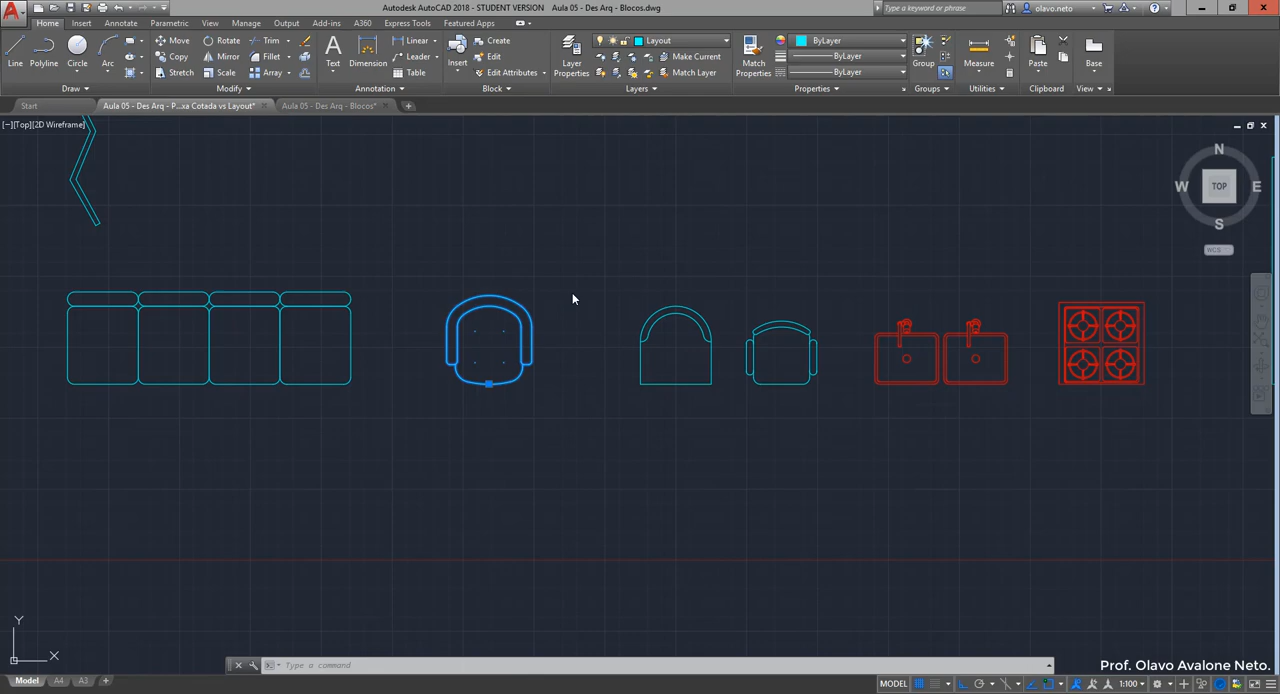 Autodesk AutoCAD 2018 - STUDENT VERSION Aula 05 - Des Arq - Blocos.dwg
Type a keyword or phrase
olavo.neto
Home Insert Annotate Parametric View Manage Output Add-ins A360 Express Tools Featured Apps
Line Polyline Circle Arc
Move Rotate Trim
Copy Mirror Fillet
Stretch Scale Array
Text Dimension
Linear
Leader
Table
Insert
Create
Edit
Edit Attributes
Layer
Properties
Layout
Make Current
Match Layer
Match
Properties
ByLayer
ByLayer
ByLayer
Group
Measure
Paste
Base
Draw Modify Annotation Block Layers Properties Groups Utilities Clipboard View
Start Aula 05 - Des Arq - P...xa Cotada vs Layout* Aula 05 - Des Arq - Blocos*
[−][Top][2D Wireframe]
N
W TOP E
S
WCS
Y
X
Type a command
Prof. Olavo Avalone Neto.
Model A4 A3
MODEL 1:100